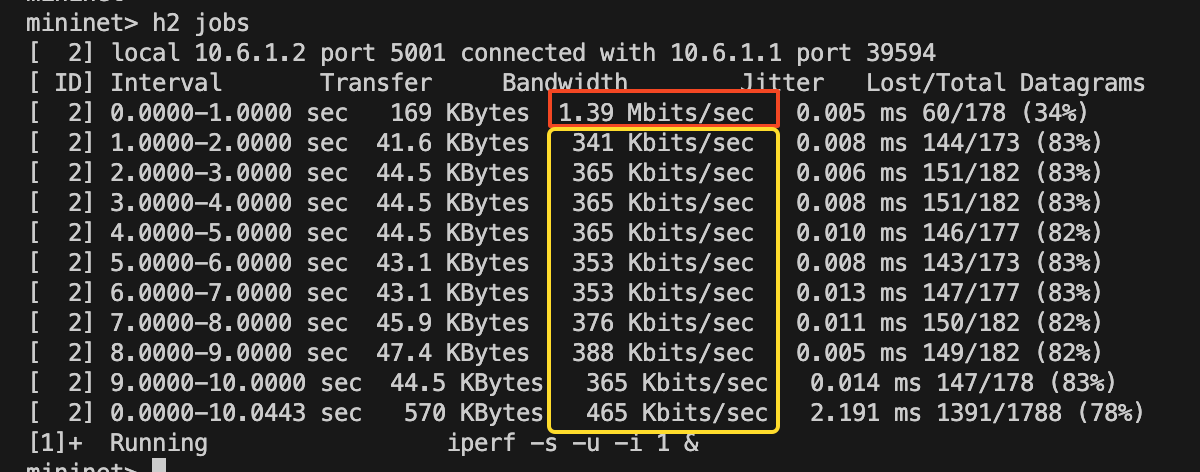 mininet> h2 jobs
[  2] local 10.6.1.2 port 5001 connected with 10.6.1.1 port 39594
[ ID] Interval       Transfer     Bandwidth        Jitter   Lost/Total Datagrams
[  2] 0.0000-1.0000 sec   169 KBytes  1.39 Mbits/sec   0.005 ms 60/178 (34%)
[  2] 1.0000-2.0000 sec  41.6 KBytes   341 Kbits/sec   0.008 ms 144/173 (83%)
[  2] 2.0000-3.0000 sec  44.5 KBytes   365 Kbits/sec   0.006 ms 151/182 (83%)
[  2] 3.0000-4.0000 sec  44.5 KBytes   365 Kbits/sec   0.008 ms 151/182 (83%)
[  2] 4.0000-5.0000 sec  44.5 KBytes   365 Kbits/sec   0.010 ms 146/177 (82%)
[  2] 5.0000-6.0000 sec  43.1 KBytes   353 Kbits/sec   0.008 ms 143/173 (83%)
[  2] 6.0000-7.0000 sec  43.1 KBytes   353 Kbits/sec   0.013 ms 147/177 (83%)
[  2] 7.0000-8.0000 sec  45.9 KBytes   376 Kbits/sec   0.011 ms 150/182 (82%)
[  2] 8.0000-9.0000 sec  47.4 KBytes   388 Kbits/sec   0.005 ms 149/182 (82%)
[  2] 9.0000-10.0000 sec  44.5 KBytes   365 Kbits/sec   0.014 ms 147/178 (83%)
[  2] 0.0000-10.0443 sec   570 KBytes   465 Kbits/sec   2.191 ms 1391/1788 (78%)
[1]+  Running                 iperf -s -u -i 1 &
mininet>